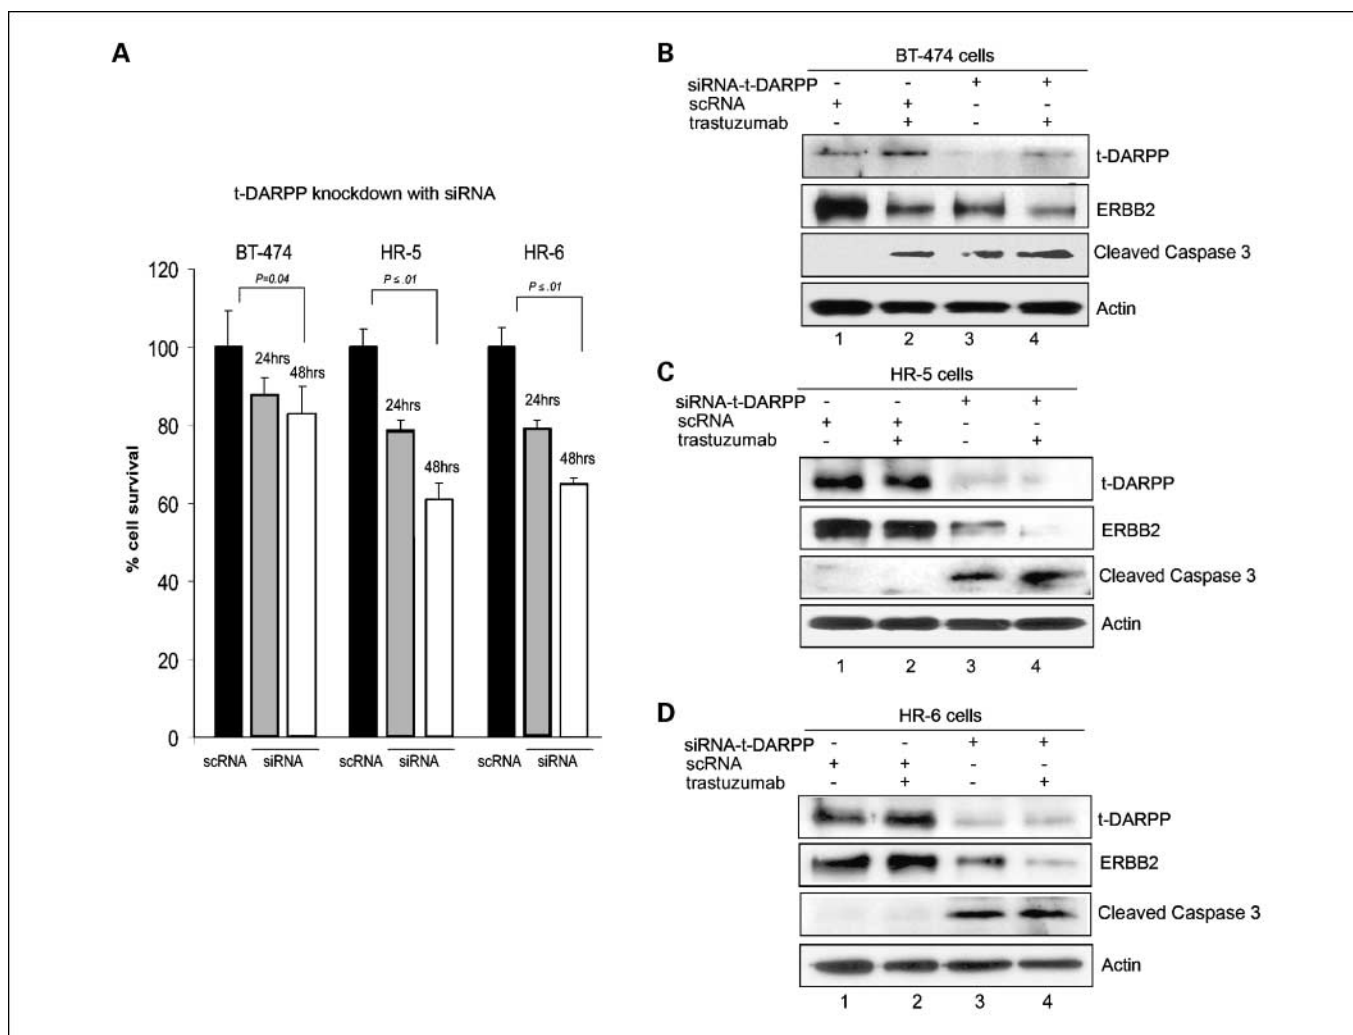 A
t-DARPP knockdown with siRNA
BT-474 HR-5 HR-6
P=0.04 P ≤ .01 P ≤ .01
120
100
80
60
40
20
0
% cell survival
24hrs 48hrs 24hrs 48hrs 24hrs 48hrs
scRNA siRNA scRNA siRNA scRNA siRNA
B
BT-474 cells
siRNA-t-DARPP - - + +
scRNA + + - -
trastuzumab - + - +
t-DARPP
ERBB2
Cleaved Caspase 3
Actin
1 2 3 4
C
HR-5 cells
siRNA-t-DARPP - - + +
scRNA + + - -
trastuzumab - + - +
t-DARPP
ERBB2
Cleaved Caspase 3
Actin
1 2 3 4
D
HR-6 cells
siRNA-t-DARPP - - + +
scRNA + + - -
trastuzumab - + - +
t-DARPP
ERBB2
Cleaved Caspase 3
Actin
1 2 3 4